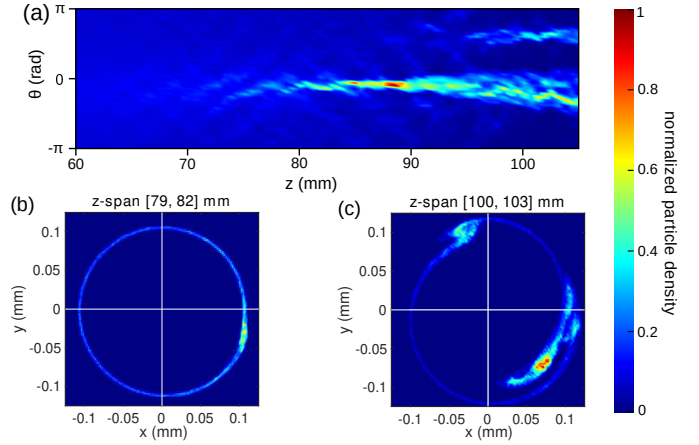 (a)
π
0
-π
θ (rad)
60 70 80 90 100
z (mm)
1
0.8
0.6
0.4
0.2
0
normalized particle density
(b)
z-span [79, 82] mm
0.1
0.05
0
-0.05
-0.1
y (mm)
-0.1 -0.05 0 0.05 0.1
x (mm)
(c)
z-span [100, 103] mm
0.1
0.05
0
-0.05
-0.1
y (mm)
-0.1 0.05 0 0.05 0.1
x (mm)